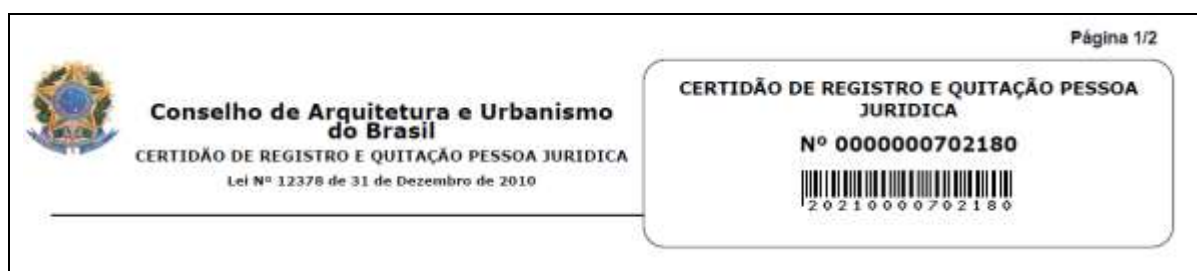 Página 1/2
Conselho de Arquitetura e Urbanismo
do Brasil
CERTIDÃO DE REGISTRO E QUITAÇÃO PESSOA JURIDICA
Lei Nº 12378 de 31 de Dezembro de 2010
CERTIDÃO DE REGISTRO E QUITAÇÃO PESSOA
JURIDICA
Nº 0000000702180
20210000702180